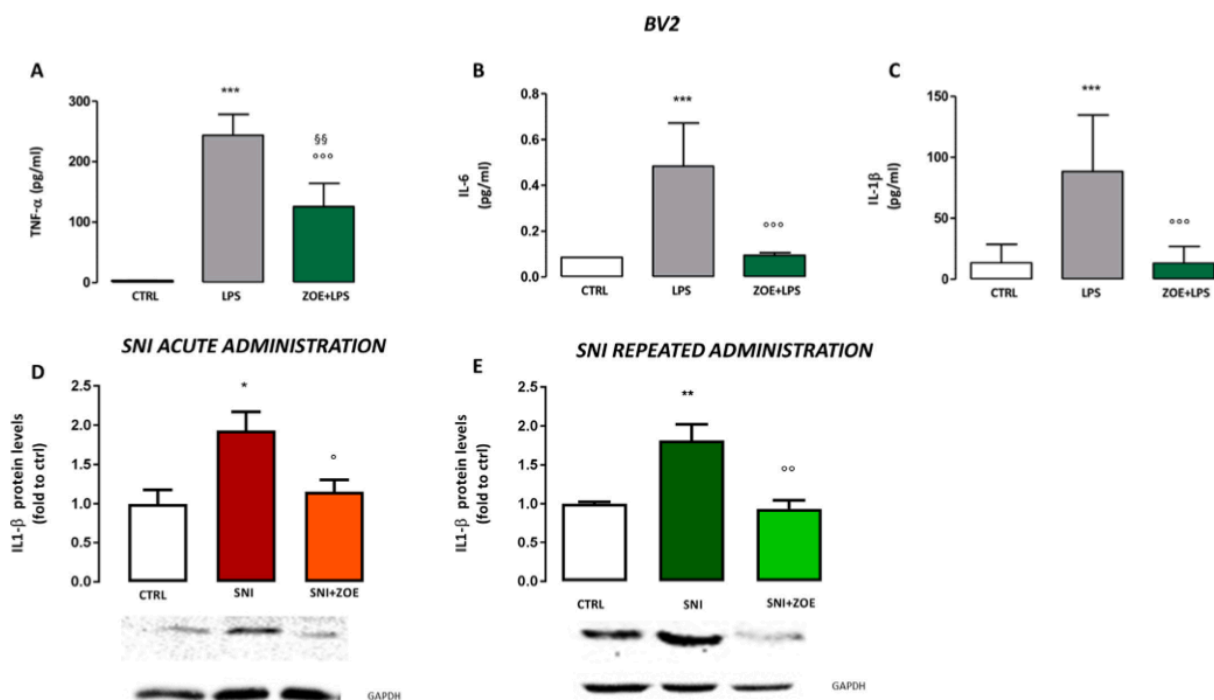 BV2
A
TNF-α (pg/ml)
300
200
100
0
***
§§
°°°
CTRL LPS ZOE+LPS
B
IL-6
(pg/ml)
0.8
0.6
0.4
0.2
0.0
***
°°°
CTRL LPS ZOE+LPS
C
IL-1β
(pg/ml)
150
100
50
0
***
°°°
CTRL LPS ZOE+LPS
SNI ACUTE ADMINISTRATION
D
IL1-β protein levels
(fold to ctrl)
2.5
2.0
1.5
1.0
0.5
0.0
*
°
CTRL SNI SNI+ZOE
GAPDH
SNI REPEATED ADMINISTRATION
E
IL1-β protein levels
(fold to ctrl)
2.5
2.0
1.5
1.0
0.5
0.0
**
°°
CTRL SNI SNI+ZOE
GAPDH